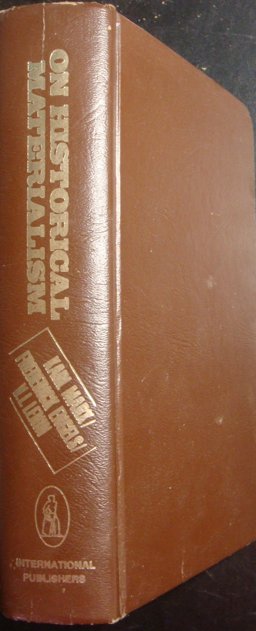 ON HISTORICAL
MATERIALISM
KARL MARX/
FREDERICK ENGELS/
V.I. LENIN
INTERNATIONAL
PUBLISHERS